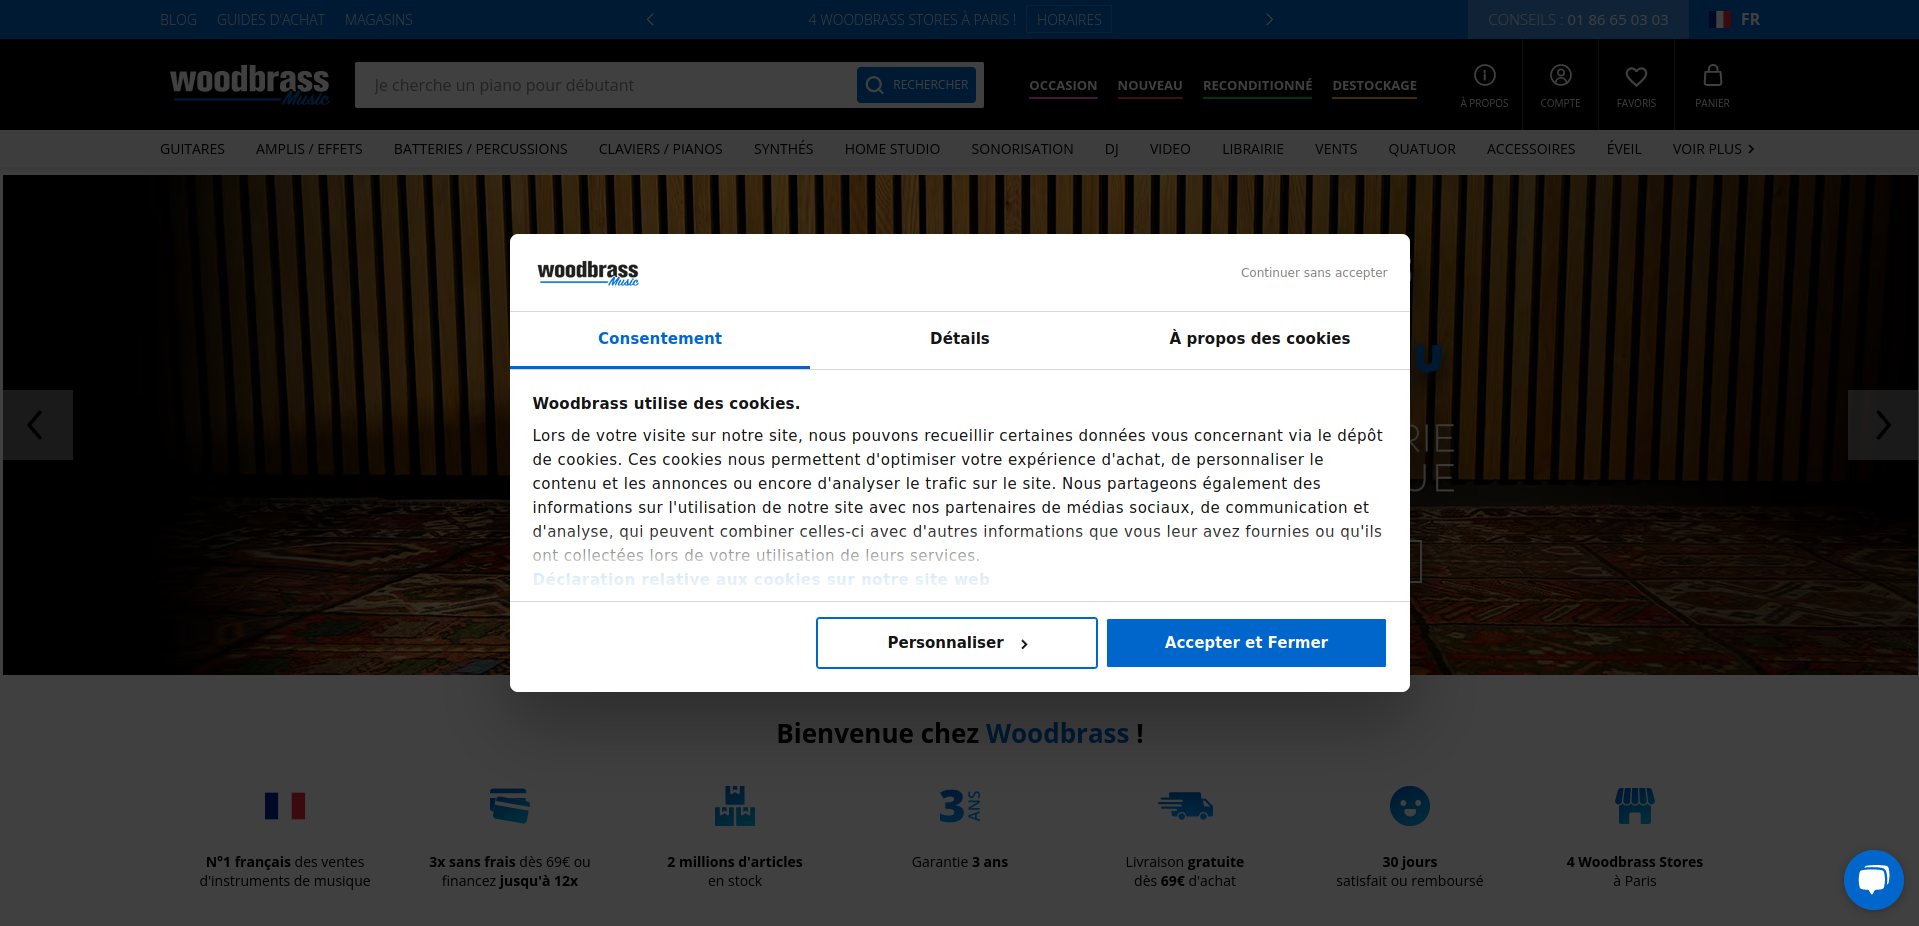 BLOG GUIDES D'ACHAT MAGASINS
4 WOODBRASS STORES À PARIS ! HORAIRES
CONSEILS : 01 86 65 03 03
FR
woodbrass Music
Je cherche un piano pour débutant
RECHERCHER
OCCASION NOUVEAU RECONDITIONNÉ DESTOCKAGE
À PROPOS COMPTE FAVORIS PANIER
GUITARES AMPLIS / EFFETS BATTERIES / PERCUSSIONS CLAVIERS / PIANOS SYNTHÉS HOME STUDIO SONORISATION DJ VIDEO LIBRAIRIE VENTS QUATUOR ACCESSOIRES ÉVEIL VOIR PLUS
woodbrass Music
Continuer sans accepter
Consentement Détails À propos des cookies
Woodbrass utilise des cookies.
Lors de votre visite sur notre site, nous pouvons recueillir certaines données vous concernant via le dépôt
de cookies. Ces cookies nous permettent d'optimiser votre expérience d'achat, de personnaliser le
contenu et les annonces ou encore d'analyser le trafic sur le site. Nous partageons également des
informations sur l'utilisation de notre site avec nos partenaires de médias sociaux, de communication et
d'analyse, qui peuvent combiner celles-ci avec d'autres informations que vous leur avez fournies ou qu'ils
ont collectées lors de votre utilisation de leurs services.
Déclaration relative aux cookies sur notre site web
Personnaliser
Accepter et Fermer
Bienvenue chez Woodbrass !
3 ANS
N°1 français des ventes
d'instruments de musique
3x sans frais dès 69€ ou
financez jusqu'à 12x
2 millions d'articles
en stock
Garantie 3 ans
Livraison gratuite
dès 69€ d'achat
30 jours
satisfait ou remboursé
4 Woodbrass Stores
à Paris